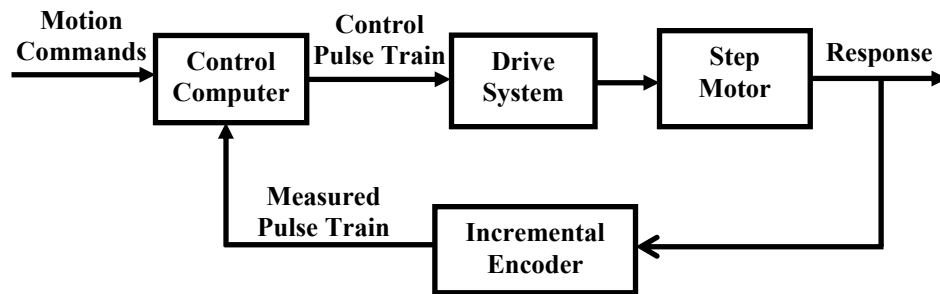 Motion
Commands
Control
Computer
Control
Pulse Train
Drive
System
Step
Motor
Response
Measured
Pulse Train
Incremental
Encoder